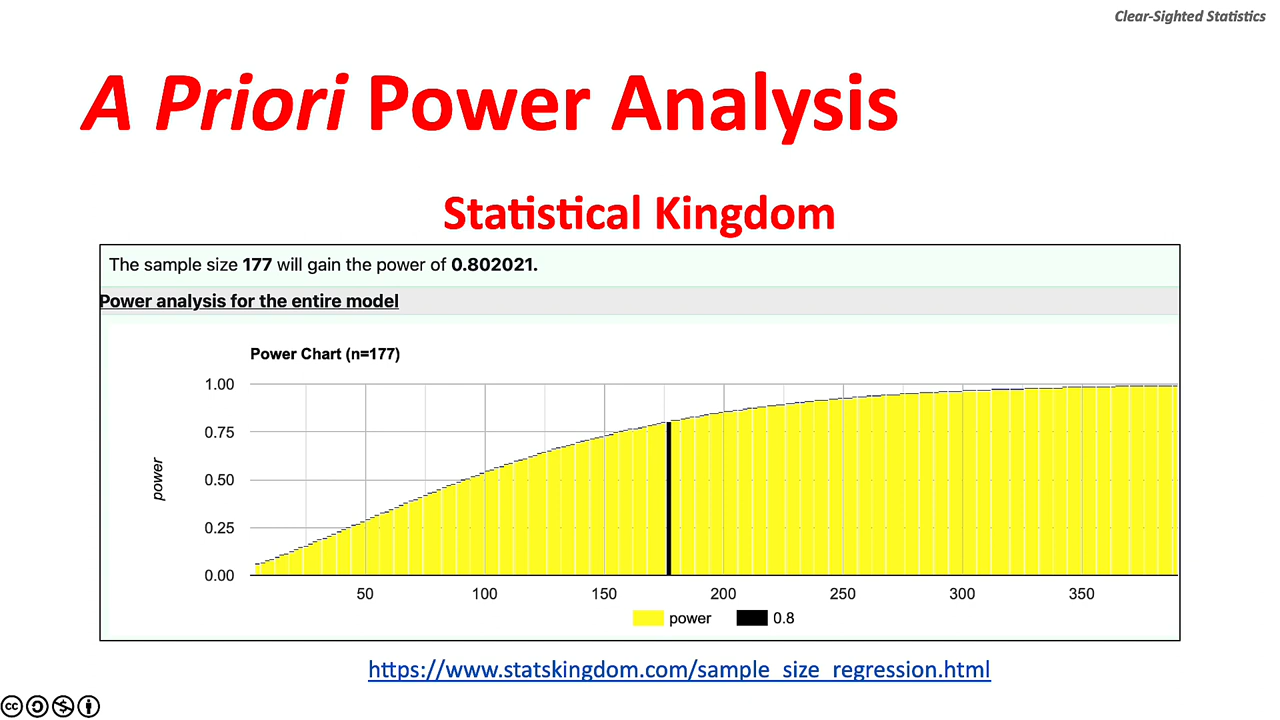 Clear-Sighted Statistics
A Priori Power Analysis
Statistical Kingdom
The sample size 177 will gain the power of 0.802021.
Power analysis for the entire model
Power Chart (n=177)
1.00
0.75
0.50
0.25
0.00
power
50 100 150 200 250 300 350
power 0.8
https://www.statskingdom.com/sample_size_regression.html
cc